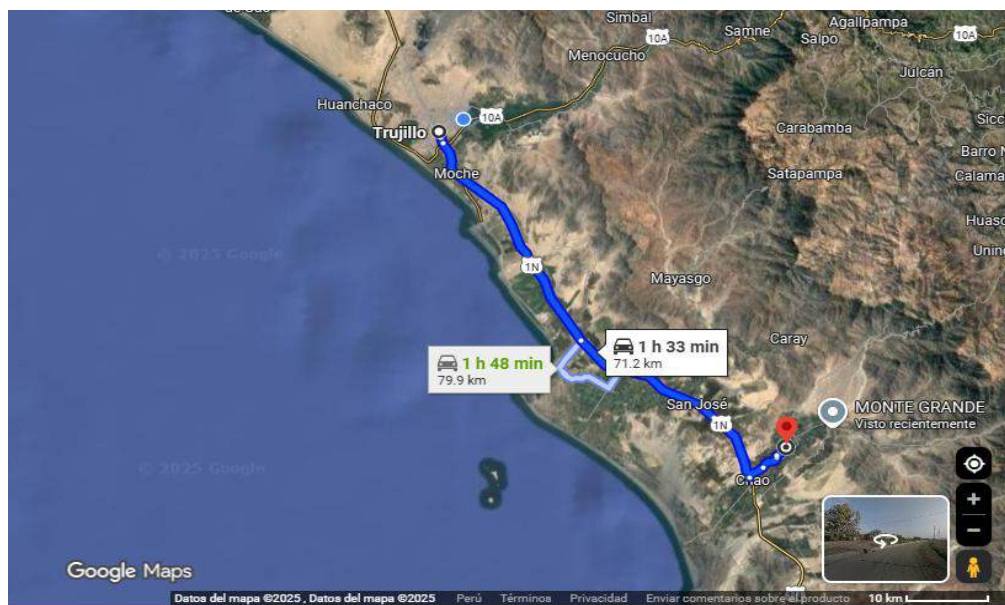 Simbal
Agallpampa
10A
Samne
Salpo
10A
Menocucho
Julcán
Huanchaco
10A
Trujillo
Carabamba
Barro N
Moche
Satapampa
Calama
Huaso
© 2025 Google
1N
Mayasgo
Caray
1 h 33 min
71.2 km
1 h 48 min
79.9 km
San José
MONTE GRANDE
Visto recientemente
1N
© 2025 Google
Chao
Google Maps
Datos del mapa ©2025 , Datos del mapa ©2025 Perú Términos Privacidad Enviar comentarios sobre el producto 10 km